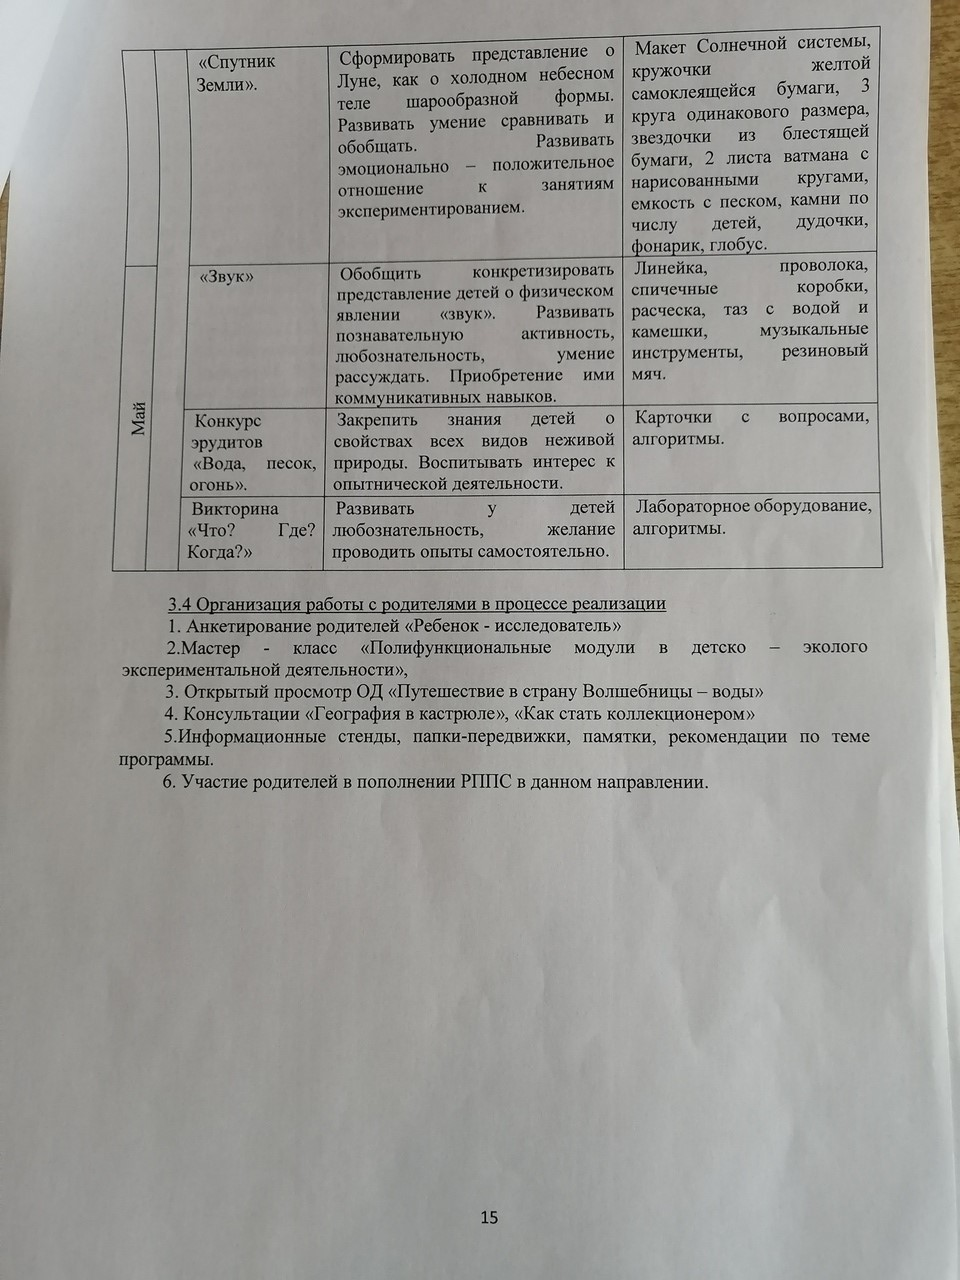 «Спутник
Земли».
Сформировать представление о
Луне, как о холодном небесном
теле шарообразной формы.
Развивать умение сравнивать и
обобщать. Развивать
эмоционально – положительное
отношение к занятиям
экспериментированием.
Макет Солнечной системы,
кружочки желтой
самоклеящейся бумаги, 3
круга одинакового размера,
звездочки из блестящей
бумаги, 2 листа ватмана с
нарисованными кругами,
емкость с песком, камни по
числу детей, дудочки,
фонарик, глобус.
Май
«Звук»
Обобщить конкретизировать
представление детей о физическом
явлении «звук». Развивать
познавательную активность,
любознательность, умение
рассуждать. Приобретение ими
коммуникативных навыков.
Линейка, проволока,
спичечные коробки,
расческа, таз с водой и
камешки, музыкальные
инструменты, резиновый
мяч.
Конкурс
эрудитов
«Вода, песок,
огонь».
Закрепить знания детей о
свойствах всех видов неживой
природы. Воспитывать интерес к
опытнической деятельности.
Карточки с вопросами,
алгоритмы.
Викторина
«Что? Где?
Когда?»
Развивать у детей
любознательность, желание
проводить опыты самостоятельно.
Лабораторное оборудование,
алгоритмы.
3.4 Организация работы с родителями в процессе реализации
1. Анкетирование родителей «Ребенок - исследователь»
2.Мастер - класс «Полифункциональные модули в детско – эколого
экспериментальной деятельности»,
3. Открытый просмотр ОД «Путешествие в страну Волшебницы – воды»
4. Консультации «География в кастрюле», «Как стать коллекционером»
5.Информационные стенды, папки-передвижки, памятки, рекомендации по теме
программы.
6. Участие родителей в пополнении РППС в данном направлении.
15